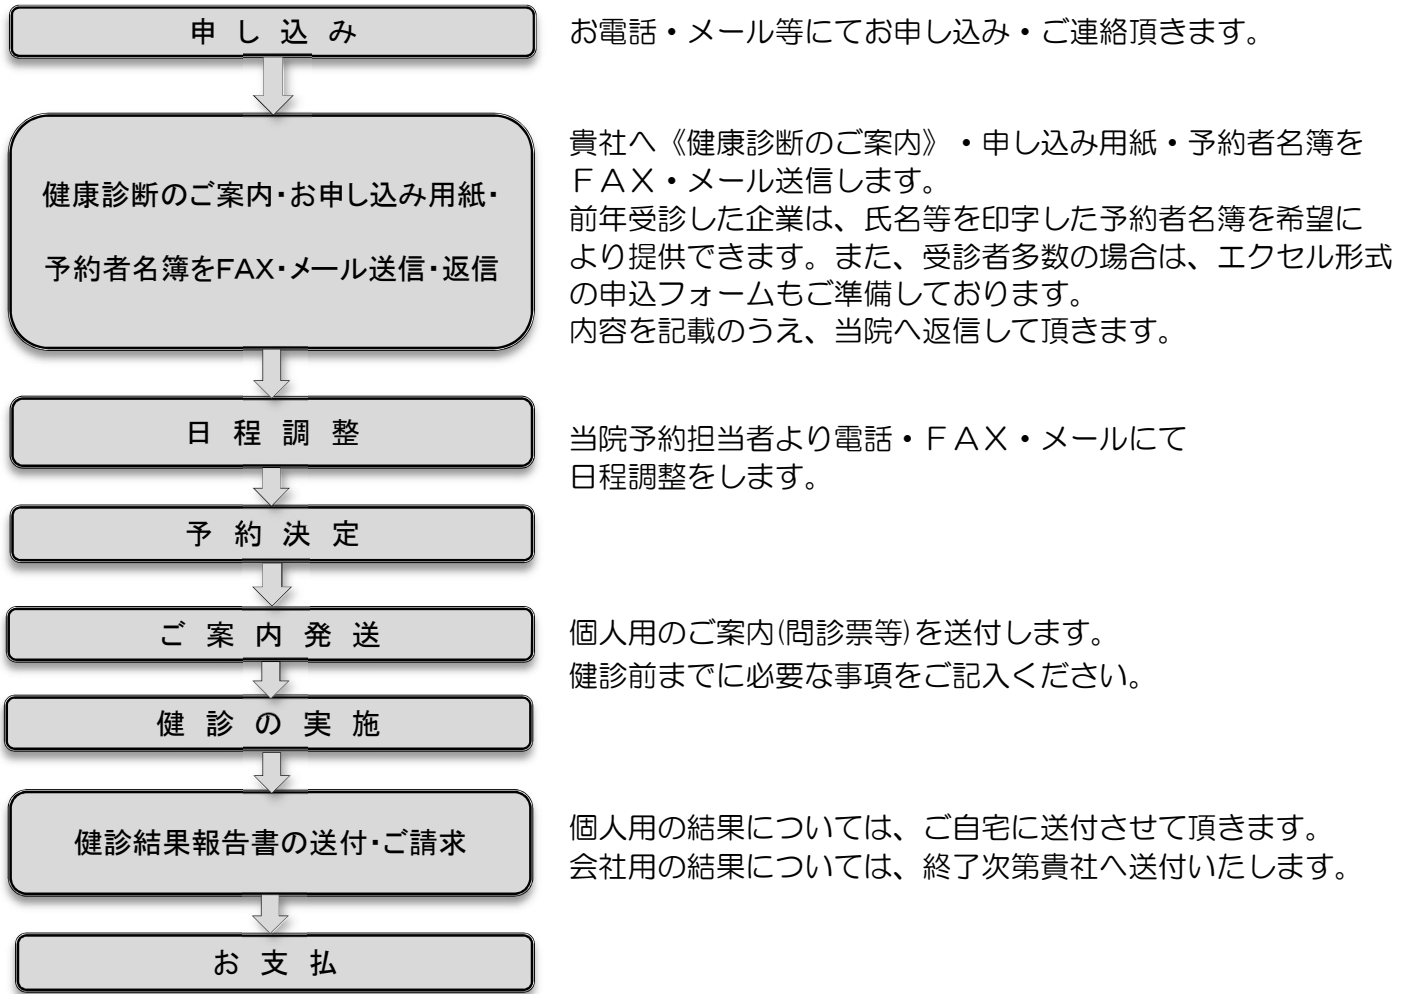 申し込み
お電話・メール等にてお申し込み・ご連絡頂きます。
健康診断のご案内・お申し込み用紙・
予約者名簿をFAX・メール送信・返信
貴社へ《健康診断のご案内》・申し込み用紙・予約者名簿を
ＦＡＸ・メール送信します。
前年受診した企業は、氏名等を印字した予約者名簿を希望に
より提供できます。また、受診者多数の場合は、エクセル形式
の申込フォームもご準備しております。
内容を記載のうえ、当院へ返信して頂きます。
日程調整
当院予約担当者より電話・ＦＡＸ・メールにて
日程調整をします。
予約決定
ご案内発送
個人用のご案内(問診票等)を送付します。
健診前までに必要な事項をご記入ください。
健診の実施
健診結果報告書の送付・ご請求
個人用の結果については、ご自宅に送付させて頂きます。
会社用の結果については、終了次第貴社へ送付いたします。
お支払